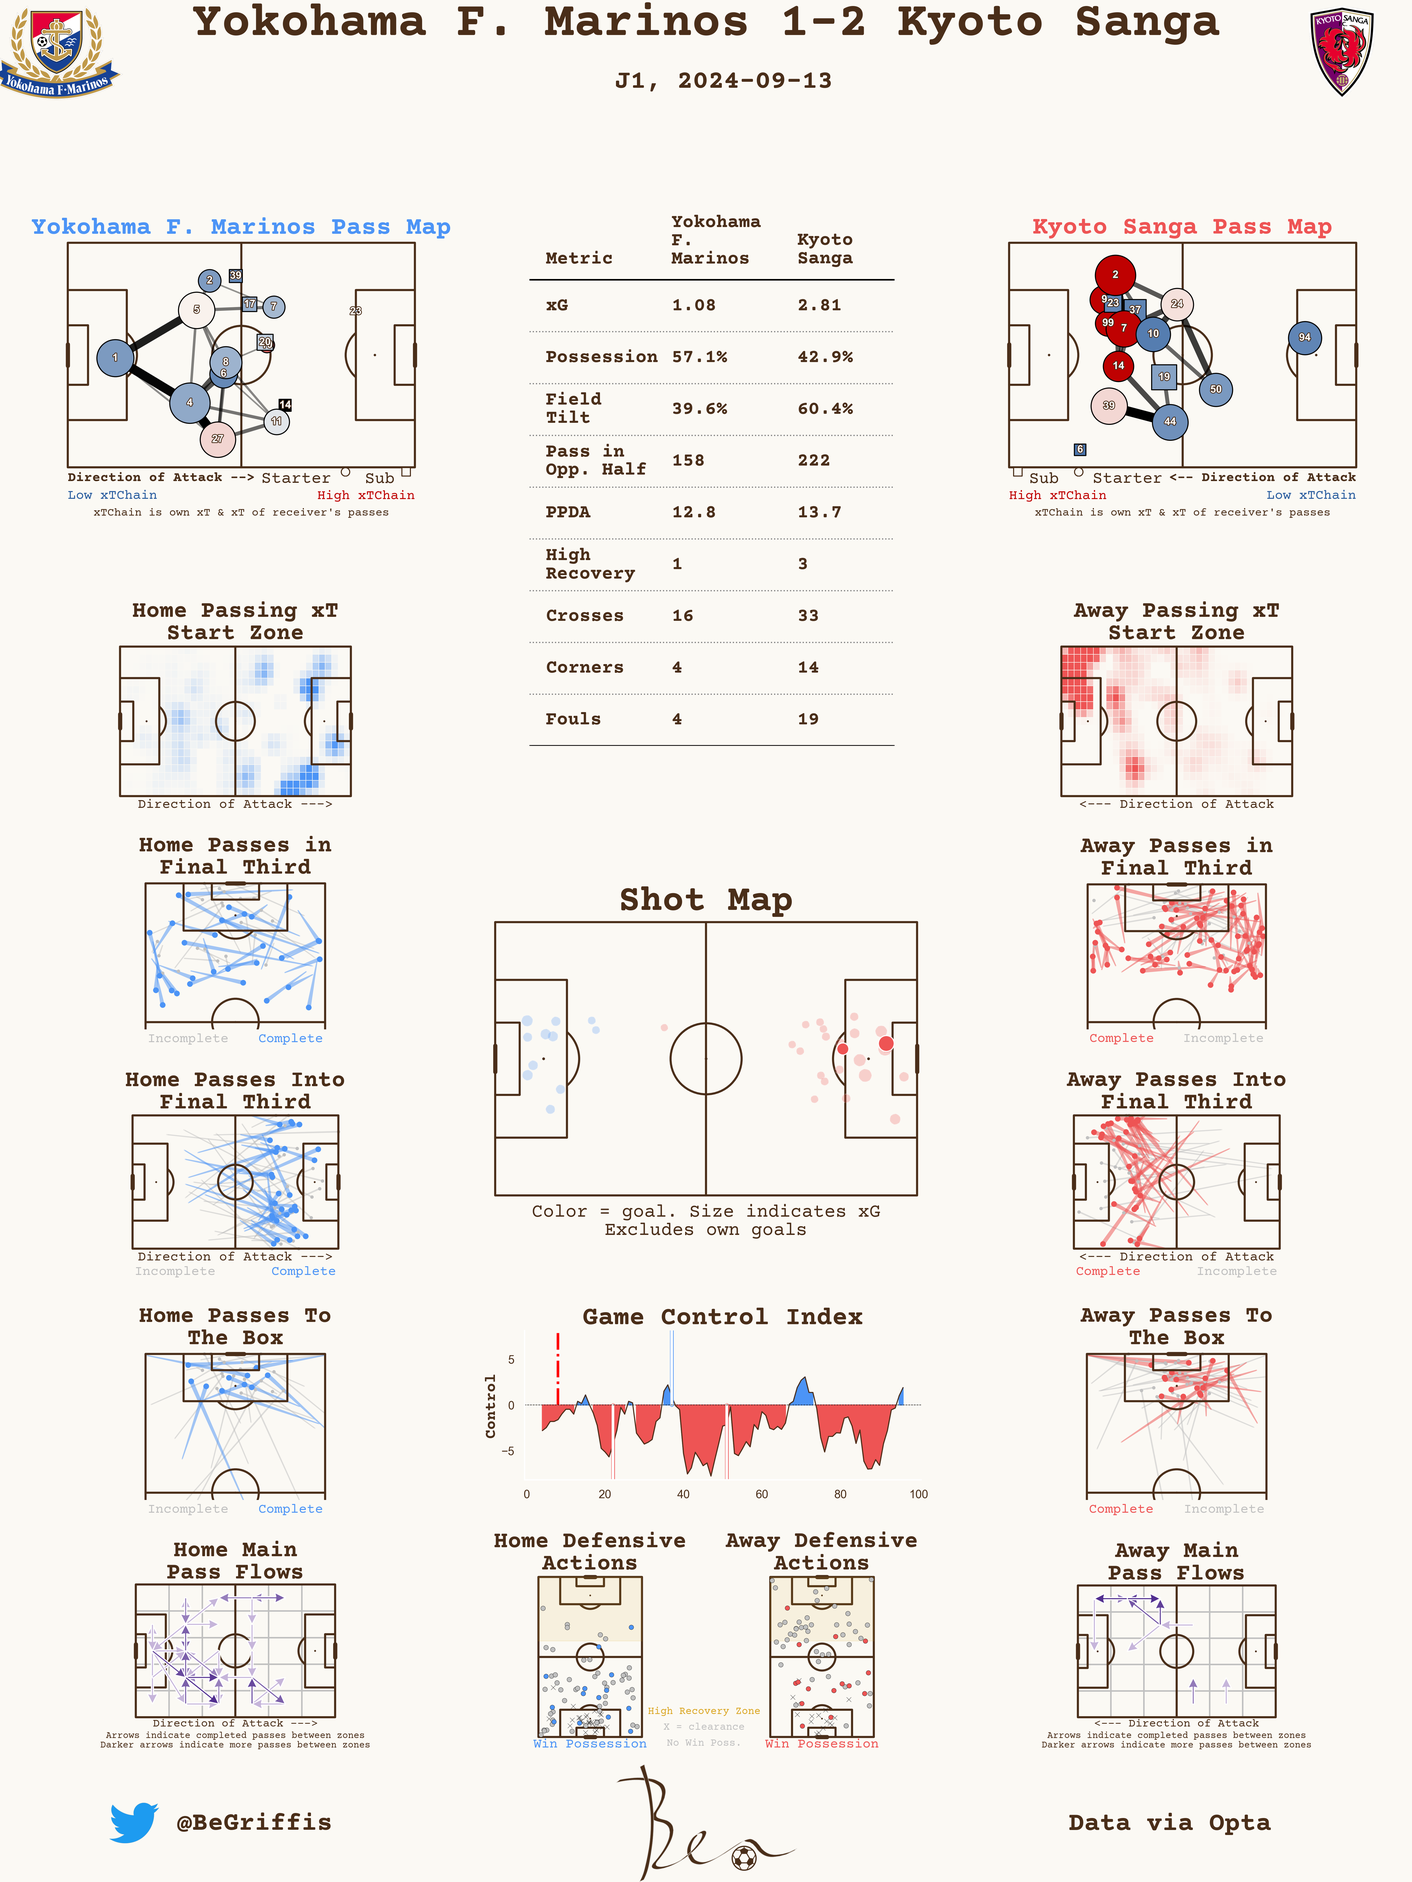 Yokohama F. Marinos 1-2 Kyoto Sanga
J1, 2024-09-13
Yokohama F·Marinos
KYOTO SANGA
Yokohama F. Marinos Pass Map
2
39
5
17
7
23
20
1
8
6
4
14
11
27
Direction of Attack --> Starter Sub
Low xTChain High xTChain
xTChain is own xT & xT of receiver's passes
Metric Yokohama F. Marinos Kyoto Sanga
xG 1.08 2.81
Possession 57.1% 42.9%
Field Tilt 39.6% 60.4%
Pass in Opp. Half 158 222
PPDA 12.8 13.7
High Recovery 1 3
Crosses 16 33
Corners 4 14
Fouls 4 19
Kyoto Sanga Pass Map
2
23
37
24
99
7
10
94
14
19
50
39
44
6
Sub Starter <-- Direction of Attack
High xTChain Low xTChain
xTChain is own xT & xT of receiver's passes
Home Passing xT
Start Zone
Direction of Attack --->
Away Passing xT
Start Zone
<--- Direction of Attack
Home Passes in
Final Third
Incomplete Complete
Away Passes in
Final Third
Complete Incomplete
Shot Map
Color = goal. Size indicates xG
Excludes own goals
Home Passes Into
Final Third
Direction of Attack --->
Incomplete Complete
Away Passes Into
Final Third
<--- Direction of Attack
Complete Incomplete
Home Passes To
The Box
Incomplete Complete
Game Control Index
Control
5
0
−5
0 20 40 60 80 100
Away Passes To
The Box
Complete Incomplete
Home Main
Pass Flows
Direction of Attack --->
Arrows indicate completed passes between zones
Darker arrows indicate more passes between zones
Home Defensive
Actions
Win Possession
Away Defensive
Actions
Win Possession
High Recovery Zone
X = clearance
No Win Poss.
Away Main
Pass Flows
<--- Direction of Attack
Arrows indicate completed passes between zones
Darker arrows indicate more passes between zones
@BeGriffis
Ben
Data via Opta